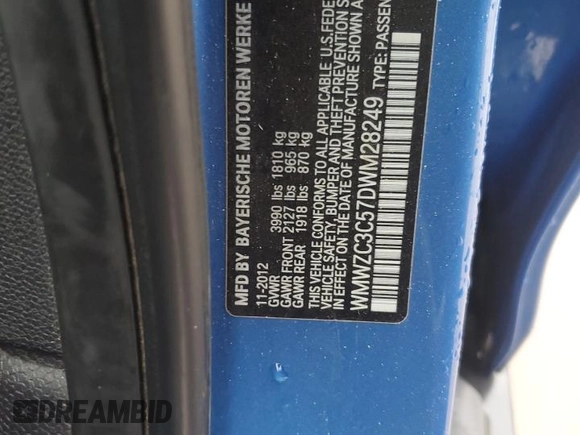 MFD BY BAYERISCHE MOTOREN WERKE
11-2012
GVWR 3990 lbs 1810 kg
GAWR FRONT 2127 lbs 965 kg
GAWR REAR 1918 lbs 870 kg
THIS VEHICLE CONFORMS TO ALL APPLICABLE U.S. FEDE
VEHICLE SAFETY, BUMPER AND THEFT PREVENTION S
IN EFFECT ON THE DATE OF MANUFACTURE SHOWN A
WMWZC3C57DWM28249 TYPE: PASSEN
DREAMBID